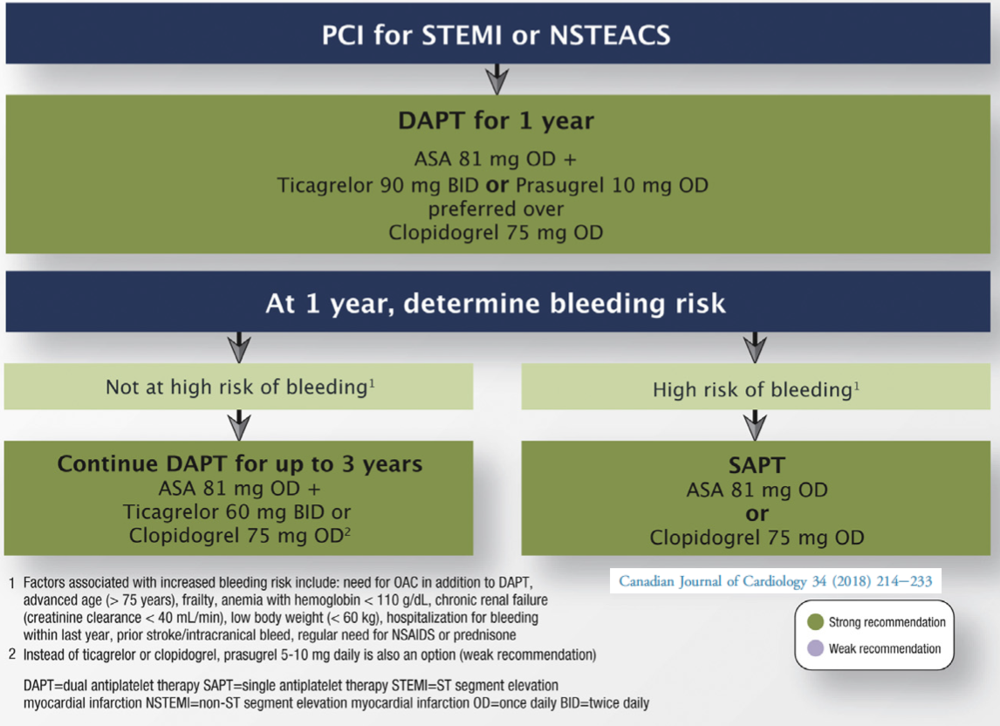 PCI for STEMI or NSTEACS
DAPT for 1 year
ASA 81 mg OD +
Ticagrelor 90 mg BID or Prasugrel 10 mg OD
preferred over
Clopidogrel 75 mg OD
At 1 year, determine bleeding risk
Not at high risk of bleeding¹
High risk of bleeding¹
Continue DAPT for up to 3 years
ASA 81 mg OD +
Ticagrelor 60 mg BID or
Clopidogrel 75 mg OD²
SAPT
ASA 81 mg OD
or
Clopidogrel 75 mg OD
1 Factors associated with increased bleeding risk include: need for OAC in addition to DAPT,
advanced age (> 75 years), frailty, anemia with hemoglobin < 110 g/dL, chronic renal failure
(creatinine clearance < 40 mL/min), low body weight (< 60 kg), hospitalization for bleeding
within last year, prior stroke/intracranical bleed, regular need for NSAIDS or prednisone
2 Instead of ticagrelor or clopidogrel, prasugrel 5-10 mg daily is also an option (weak recommendation)
DAPT=dual antiplatelet therapy SAPT=single antiplatelet therapy STEMI=ST segment elevation
myocardial infarction NSTEMI=non-ST segment elevation myocardial infarction OD=once daily BID=twice daily
Canadian Journal of Cardiology 34 (2018) 214–233
Strong recommendation
Weak recommendation